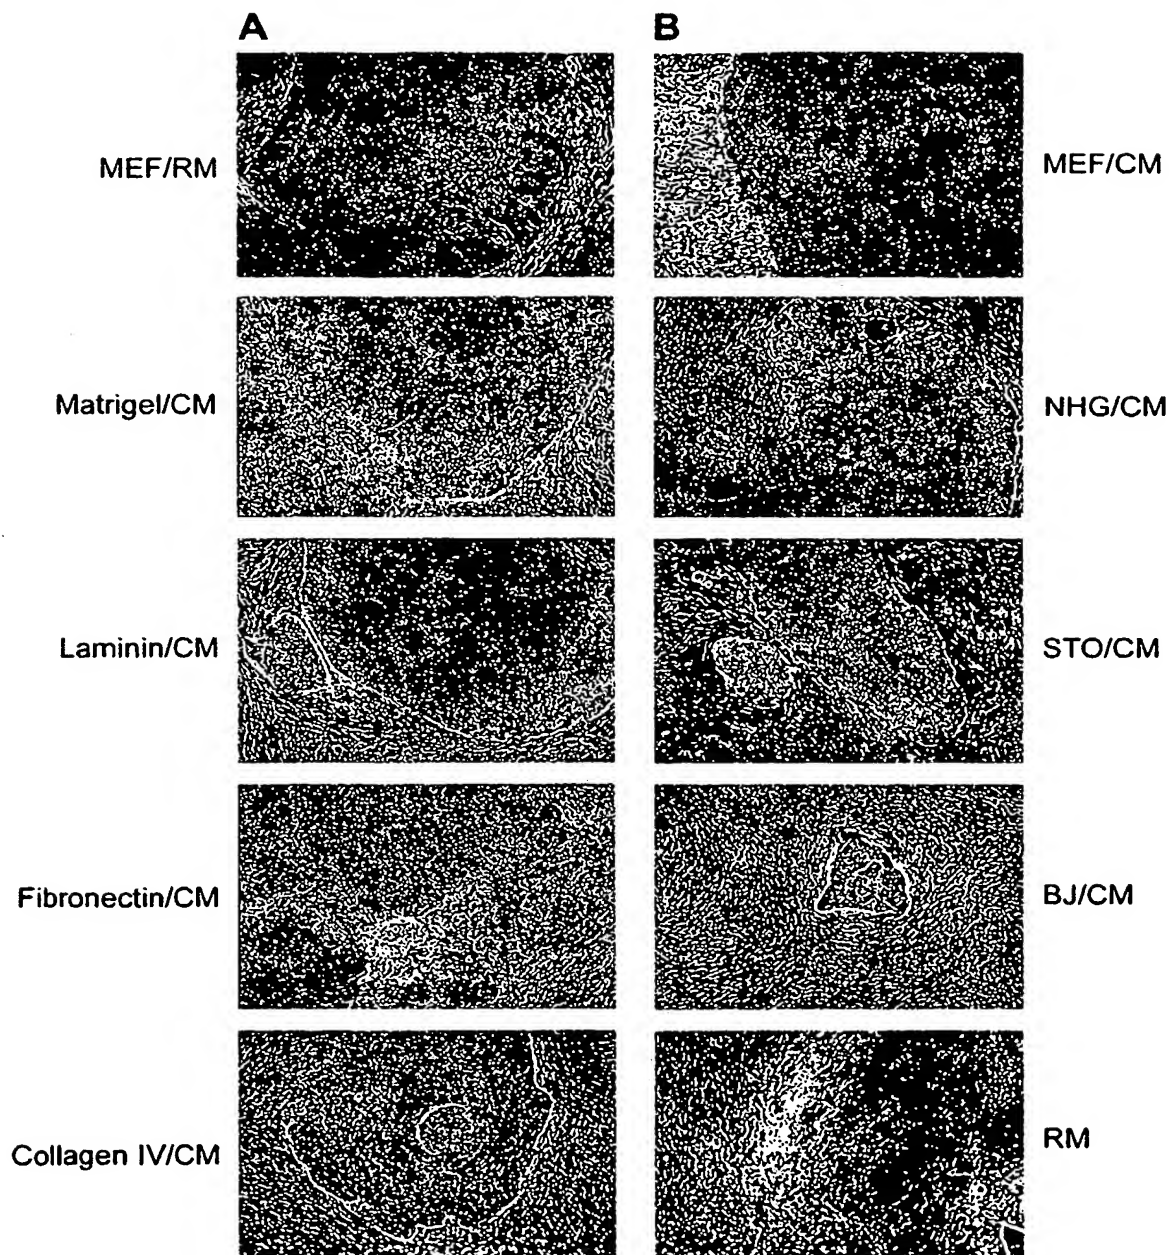 A B
MEF/RM MEF/CM
Matrigel/CM NHG/CM
Laminin/CM STO/CM
Fibronectin/CM BJ/CM
Collagen IV/CM RM